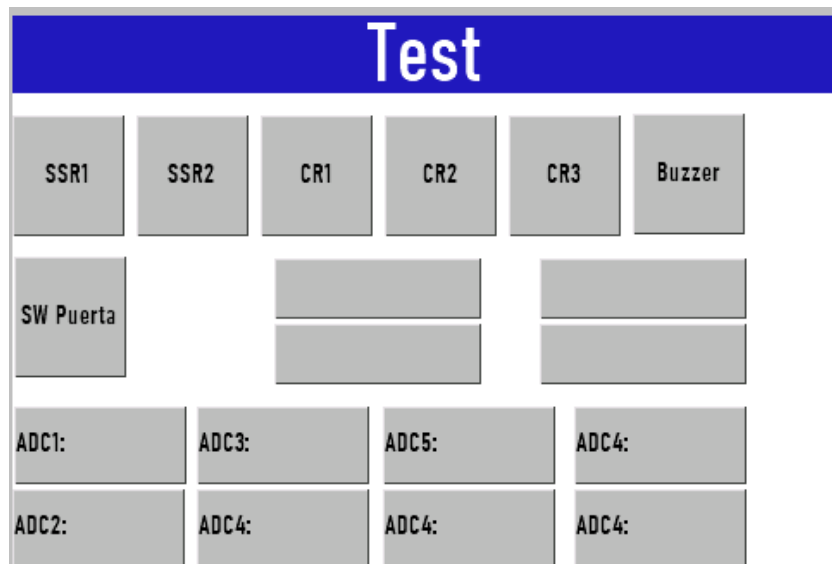 Test
SSR1 SSR2 CR1 CR2 CR3 Buzzer
SW Puerta
ADC1: ADC3: ADC5: ADC4:
ADC2: ADC4: ADC4: ADC4: